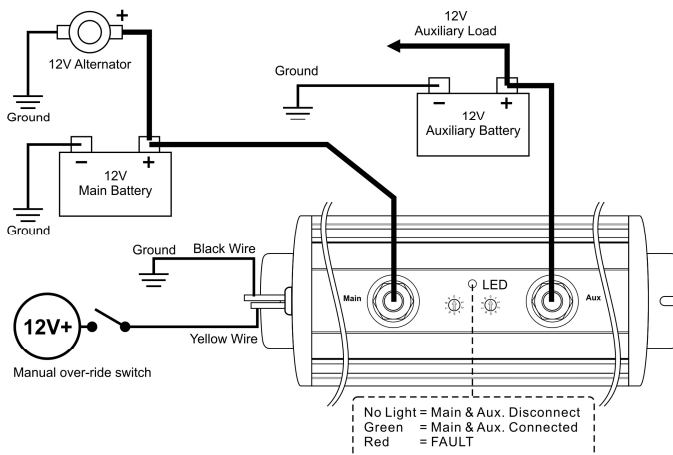 +
12V Alternator
Ground
12V
Auxiliary Load
Ground
− +
12V
Auxiliary Battery
− +
12V
Main Battery
Ground
Ground
Black Wire
12V+
Yellow Wire
Manual over-ride switch
Main
LED
Aux
No Light = Main & Aux. Disconnect
Green = Main & Aux. Connected
Red = FAULT